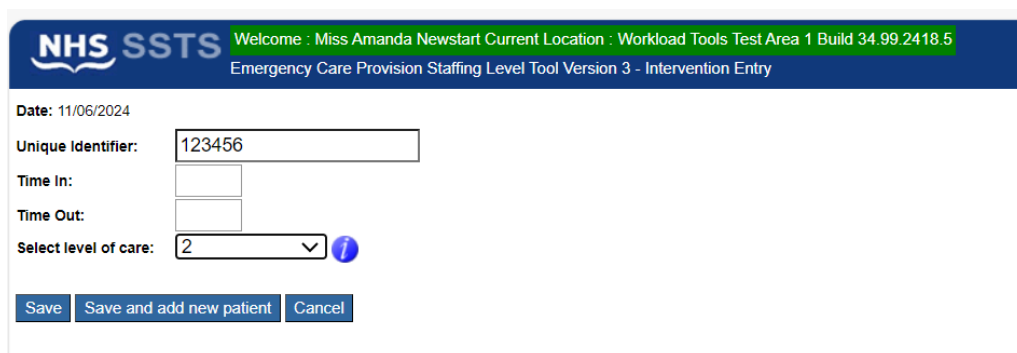 NHS SSTS Welcome : Miss Amanda Newstart Current Location : Workload Tools Test Area 1 Build 34.99.2418.5
Emergency Care Provision Staffing Level Tool Version 3 - Intervention Entry
Date: 11/06/2024
Unique Identifier: 123456
Time In:
Time Out:
Select level of care: 2 i
Save Save and add new patient Cancel